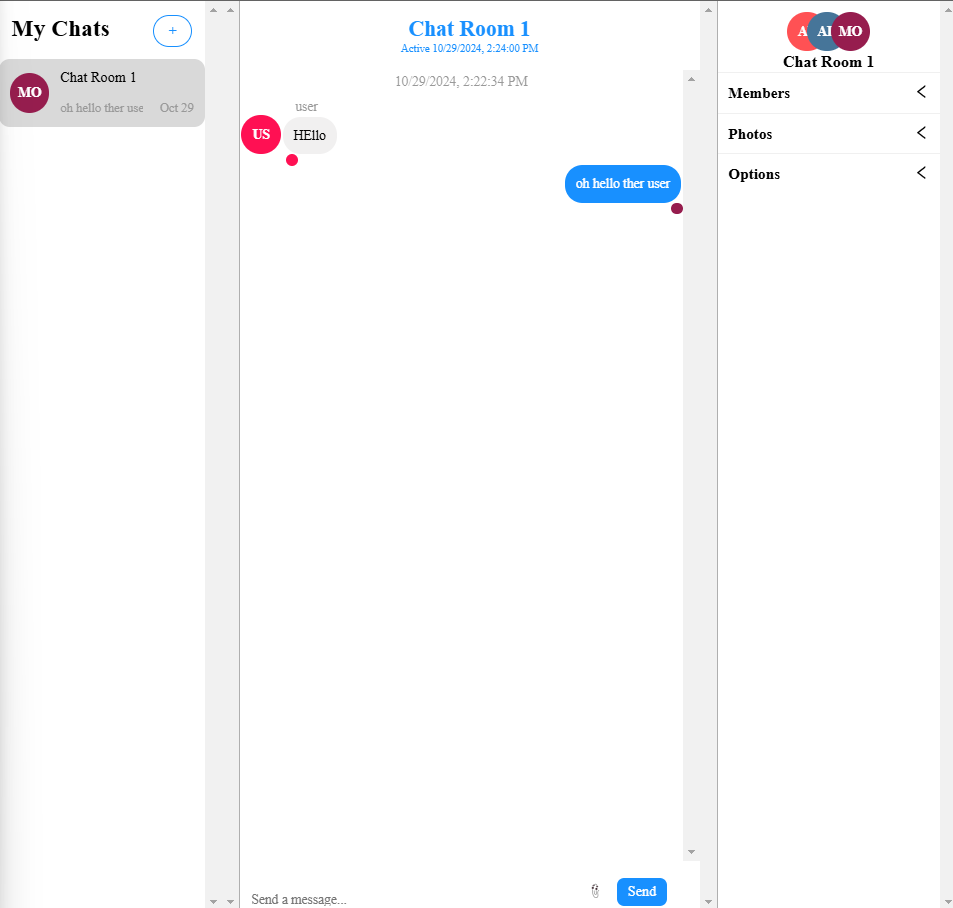 My Chats
+
MO
Chat Room 1
oh hello ther use
Oct 29
Chat Room 1
Active 10/29/2024, 2:24:00 PM
10/29/2024, 2:22:34 PM
user
US
HEllo
oh hello ther user
Send a message...
Send
A
MO
Chat Room 1
Members
Photos
Options